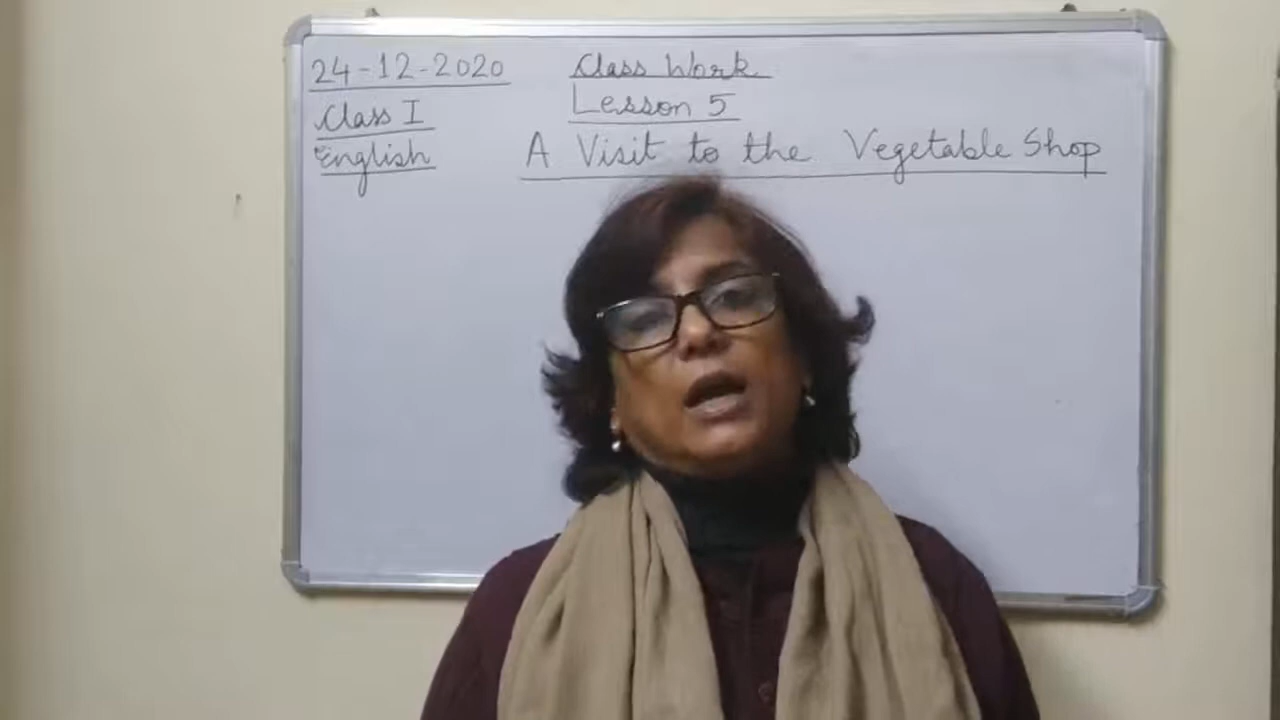 24-12-2020
Class Work
Class I
Lesson 5
English
A Visit to the Vegetable Shop